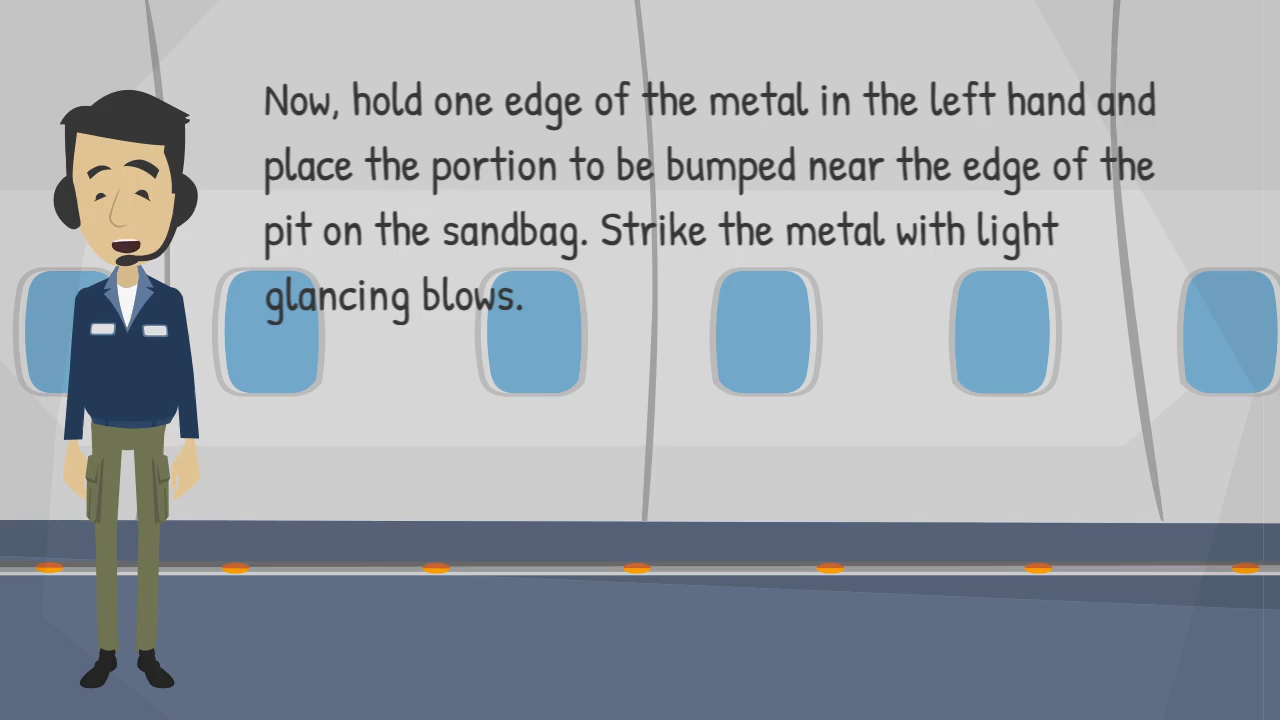 Now, hold one edge of the metal in the left hand and
place the portion to be bumped near the edge of the
pit on the sandbag. Strike the metal with light
glancing blows.